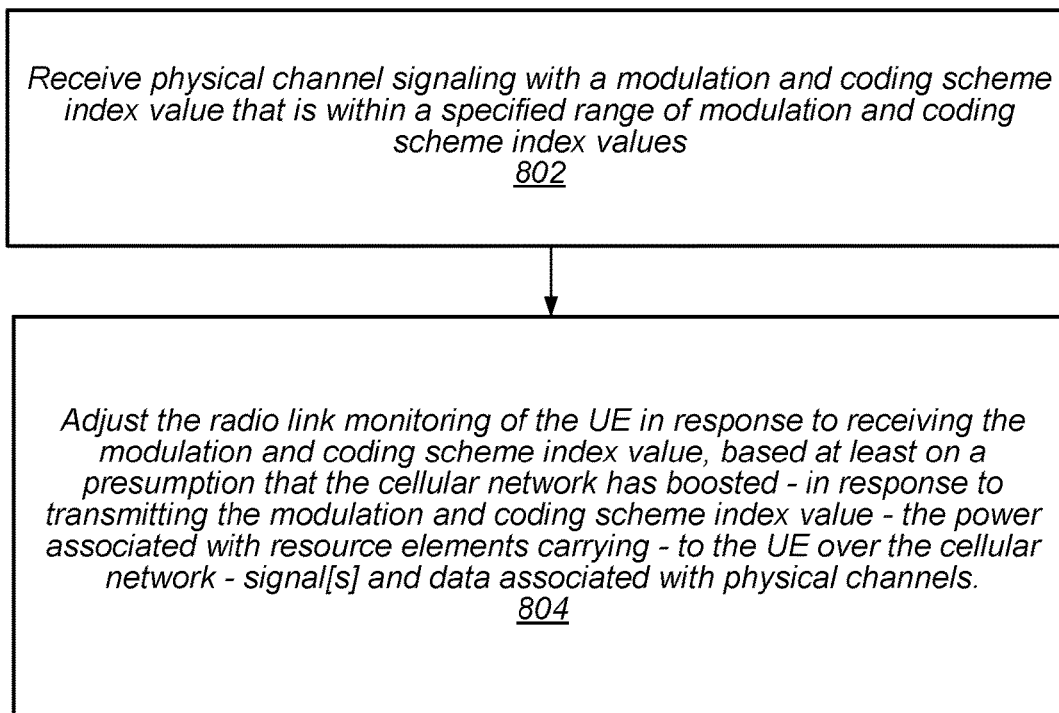 Receive physical channel signaling with a modulation and coding scheme
index value that is within a specified range of modulation and coding
scheme index values
802
Adjust the radio link monitoring of the UE in response to receiving the
modulation and coding scheme index value, based at least on a
presumption that the cellular network has boosted - in response to
transmitting the modulation and coding scheme index value - the power
associated with resource elements carrying - to the UE over the cellular
network - signal[s] and data associated with physical channels.
804